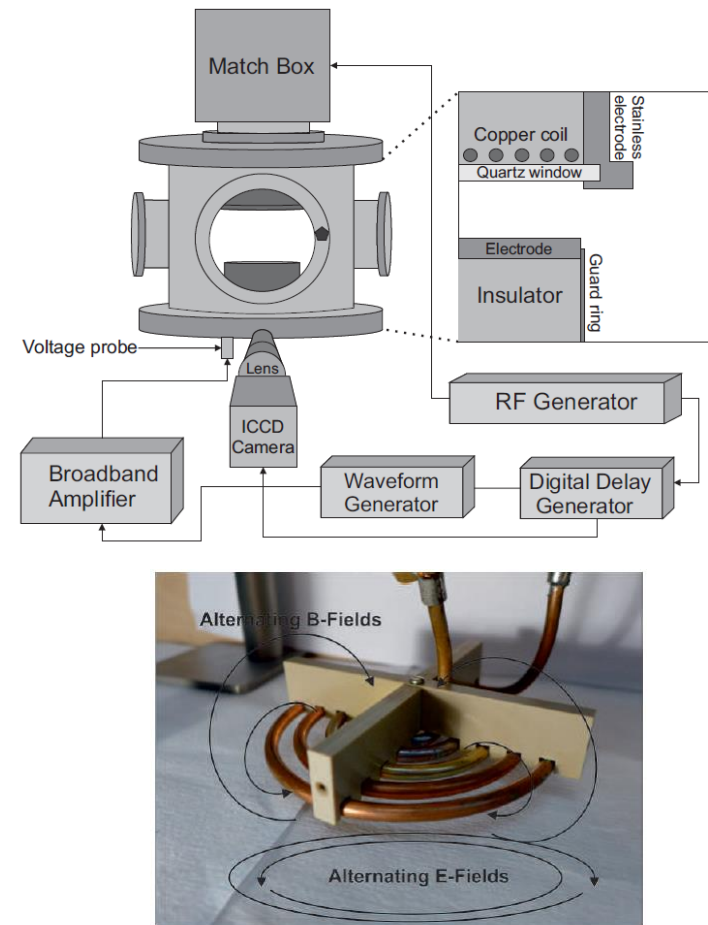 Match Box
Copper coil
Quartz window
Stainless
electrode
Electrode
Insulator
Guard ring
Voltage probe
Lens
ICCD
Camera
RF Generator
Broadband
Amplifier
Waveform
Generator
Digital Delay
Generator
Alternating B-Fields
Alternating E-Fields